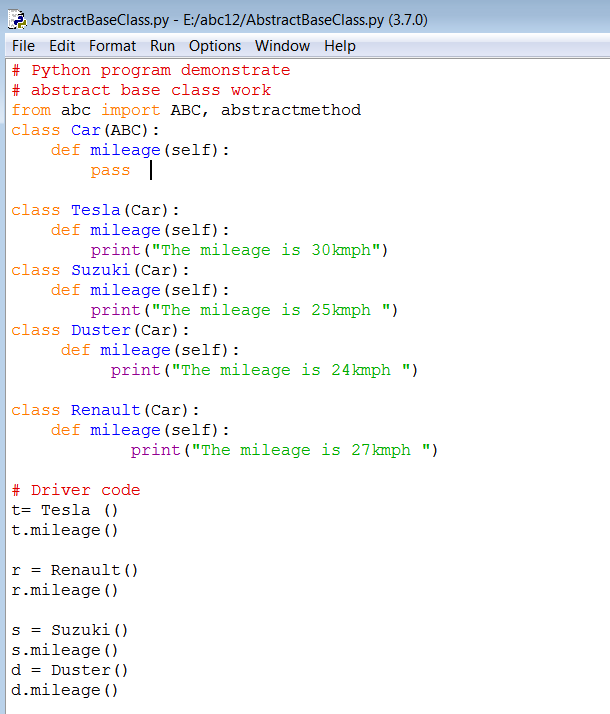 AbstractBaseClass.py - E:/abc12/AbstractBaseClass.py (3.7.0)
File Edit Format Run Options Window Help
# Python program demonstrate
# abstract base class work
from abc import ABC, abstractmethod
class Car(ABC):
    def mileage(self):
        pass

class Tesla(Car):
    def mileage(self):
        print("The mileage is 30kmph")
class Suzuki(Car):
    def mileage(self):
        print("The mileage is 25kmph ")
class Duster(Car):
     def mileage(self):
          print("The mileage is 24kmph ")

class Renault(Car):
    def mileage(self):
            print("The mileage is 27kmph ")

# Driver code
t= Tesla ()
t.mileage()

r = Renault()
r.mileage()

s = Suzuki()
s.mileage()
d = Duster()
d.mileage()